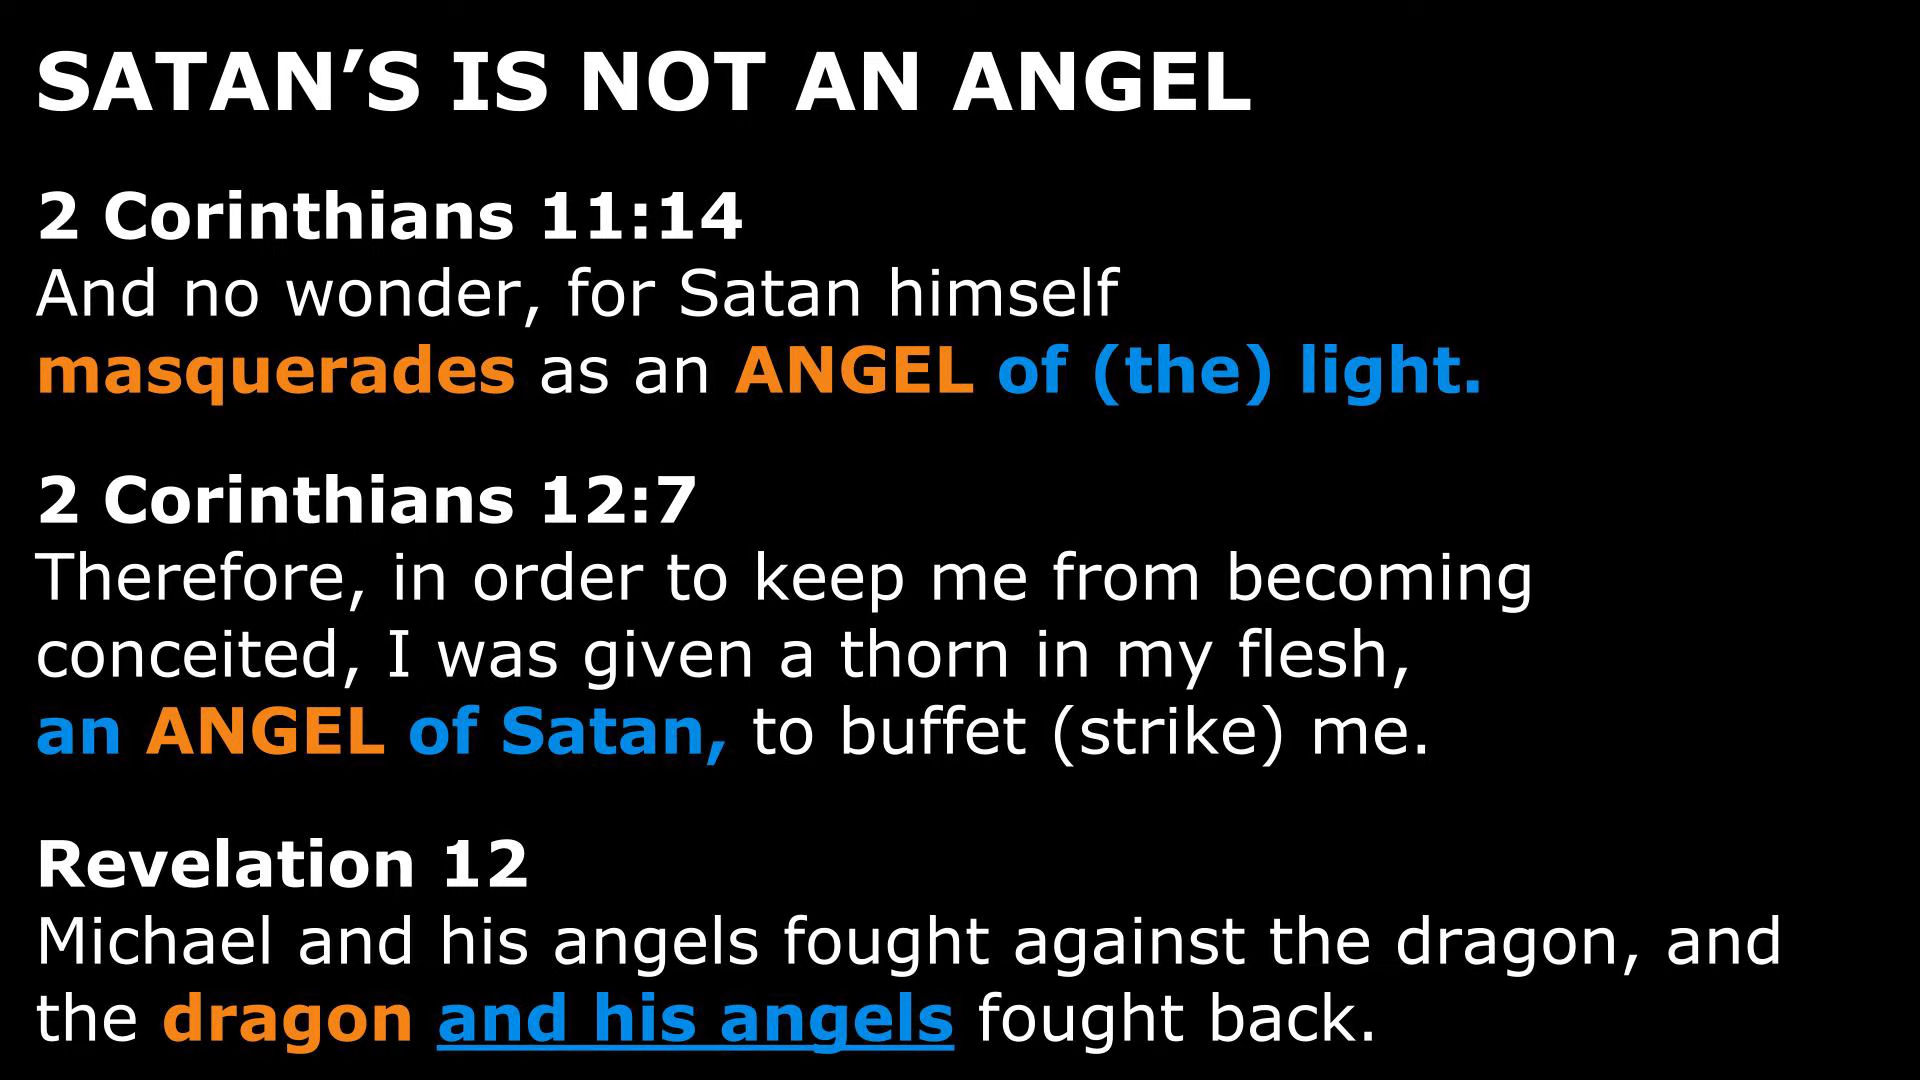 SATAN’S IS NOT AN ANGEL
2 Corinthians 11:14
And no wonder, for Satan himself
masquerades as an ANGEL of (the) light.
2 Corinthians 12:7
Therefore, in order to keep me from becoming
conceited, I was given a thorn in my flesh,
an ANGEL of Satan, to buffet (strike) me.
Revelation 12
Michael and his angels fought against the dragon, and
the dragon and his angels fought back.